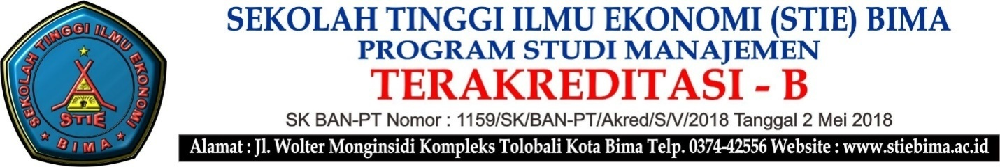 SEKOLAH TINGGI ILMU EKONOMI
STIE
BIMA
SEKOLAH TINGGI ILMU EKONOMI (STIE) BIMA
PROGRAM STUDI MANAJEMEN
TERAKREDITASI - B
SK BAN-PT Nomor : 1159/SK/BAN-PT/Akred/S/V/2018 Tanggal 2 Mei 2018
Alamat : Jl. Wolter Monginsidi Kompleks Tolobali Kota Bima Telp. 0374-42556 Website : www.stiebima.ac.id